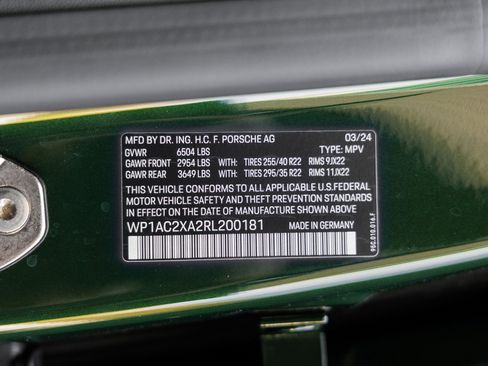 MFD BY DR. ING. H.C. F. PORSCHE AG 03/24
GVWR 6504 LBS TYPE: MPV
GAWR FRONT 2954 LBS WITH: TIRES 255/40 R22 RIMS 9JX22
GAWR REAR 3649 LBS WITH: TIRES 295/35 R22 RIMS 11JX22
THIS VEHICLE CONFORMS TO ALL APPLICABLE U.S.FEDERAL
MOTOR VEHICLE SAFETY AND THEFT PREVENTION STANDARDS
IN EFFECT ON THE DATE OF MANUFACTURE SHOWN ABOVE.
WP1AC2XA2RL200181 MADE IN GERMANY
95C.010.016.F